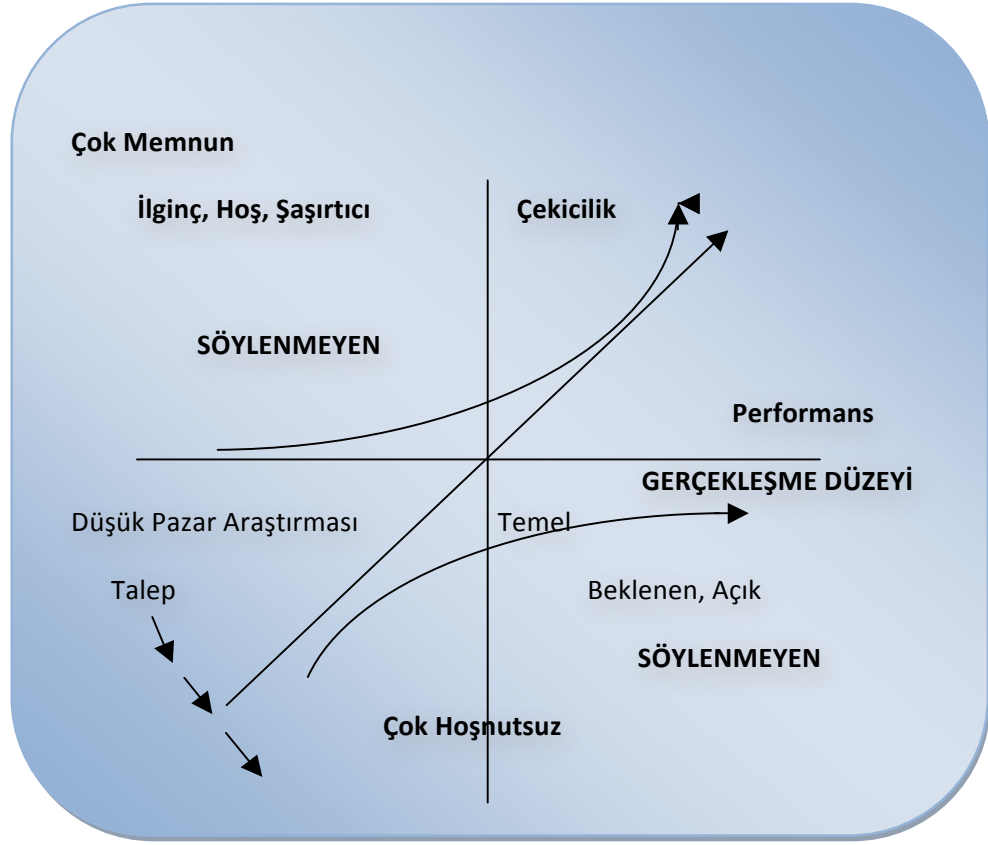 Çok Memnun
İlginç, Hoş, Şaşırtıcı
Çekicilik
SÖYLENMEYEN
Performans
GERÇEKLEŞME DÜZEYİ
Düşük Pazar Araştırması
Temel
Talep
Beklenen, Açık
SÖYLENMEYEN
Çok Hoşnutsuz